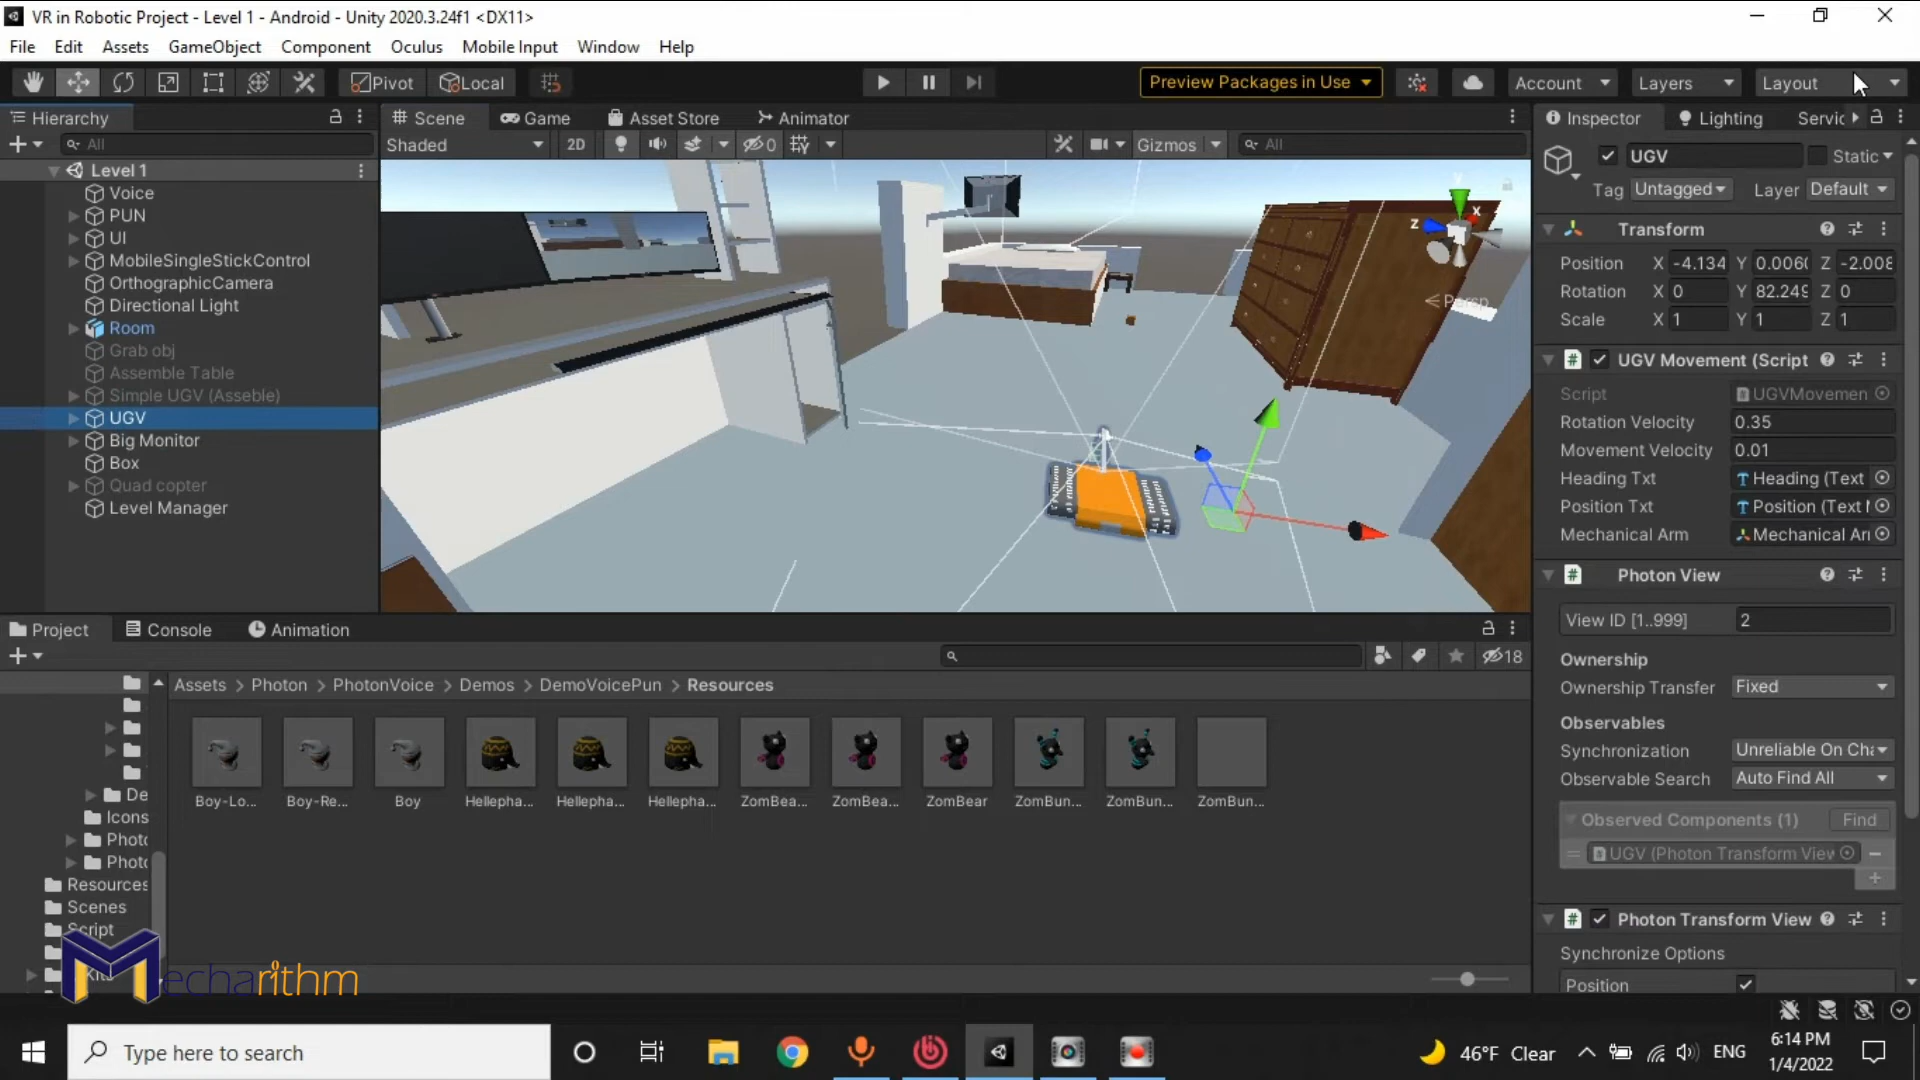 VR in Robotic Project - Level 1 - Android - Unity 2020.3.24f1 <DX11>
File Edit Assets GameObject Component Oculus Mobile Input Window Help
Pivot Local Preview Packages in Use Account Layers Layout
Hierarchy
All
Level 1
Voice
PUN
UI
MobileSingleStickControl
OrthographicCamera
Directional Light
Room
Grab obj
Assemble Table
Simple UGV (Asseble)
UGV
Big Monitor
Box
Quad copter
Level Manager
Scene Game Asset Store Animator
Shaded 2D 0 Gizmos All
z x
Persp
Inspector Lighting Servic
UGV Static
Tag Untagged Layer Default
Transform
Position X -4.134 Y 0.0060 Z -2.008
Rotation X 0 Y 82.249 Z 0
Scale X 1 Y 1 Z 1
# UGV Movement (Script
Script UGVMovemen
Rotation Velocity 0.35
Movement Velocity 0.01
Heading Txt Heading (Text
Position Txt Position (Text
Mechanical Arm Mechanical Ar
# Photon View
View ID [1..999] 2
Ownership
Ownership Transfer Fixed
Observables
Synchronization Unreliable On Cha
Observable Search Auto Find All
Observed Components (1) Find
UGV (Photon Transform View
# Photon Transform View
Synchronize Options
Position
Project Console Animation
18
Assets > Photon > PhotonVoice > Demos > DemoVoicePun > Resources
De
Icons
Photo
Photo
Resources
Scenes
Script
Boy-Lo... Boy-Re... Boy Hellepha... Hellepha... Hellepha... ZomBea... ZomBea... ZomBear ZomBun... ZomBun... ZomBun...
Mecharithm
Type here to search
46°F Clear ENG
6:14 PM
1/4/2022